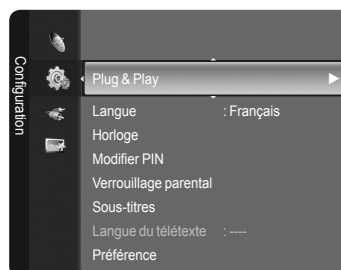 Configuration
Plug & Play
Langue : Français
Horloge
Modifier PIN
Verrouillage parental
Sous-titres
Langue du télétexte : ----
Préférence